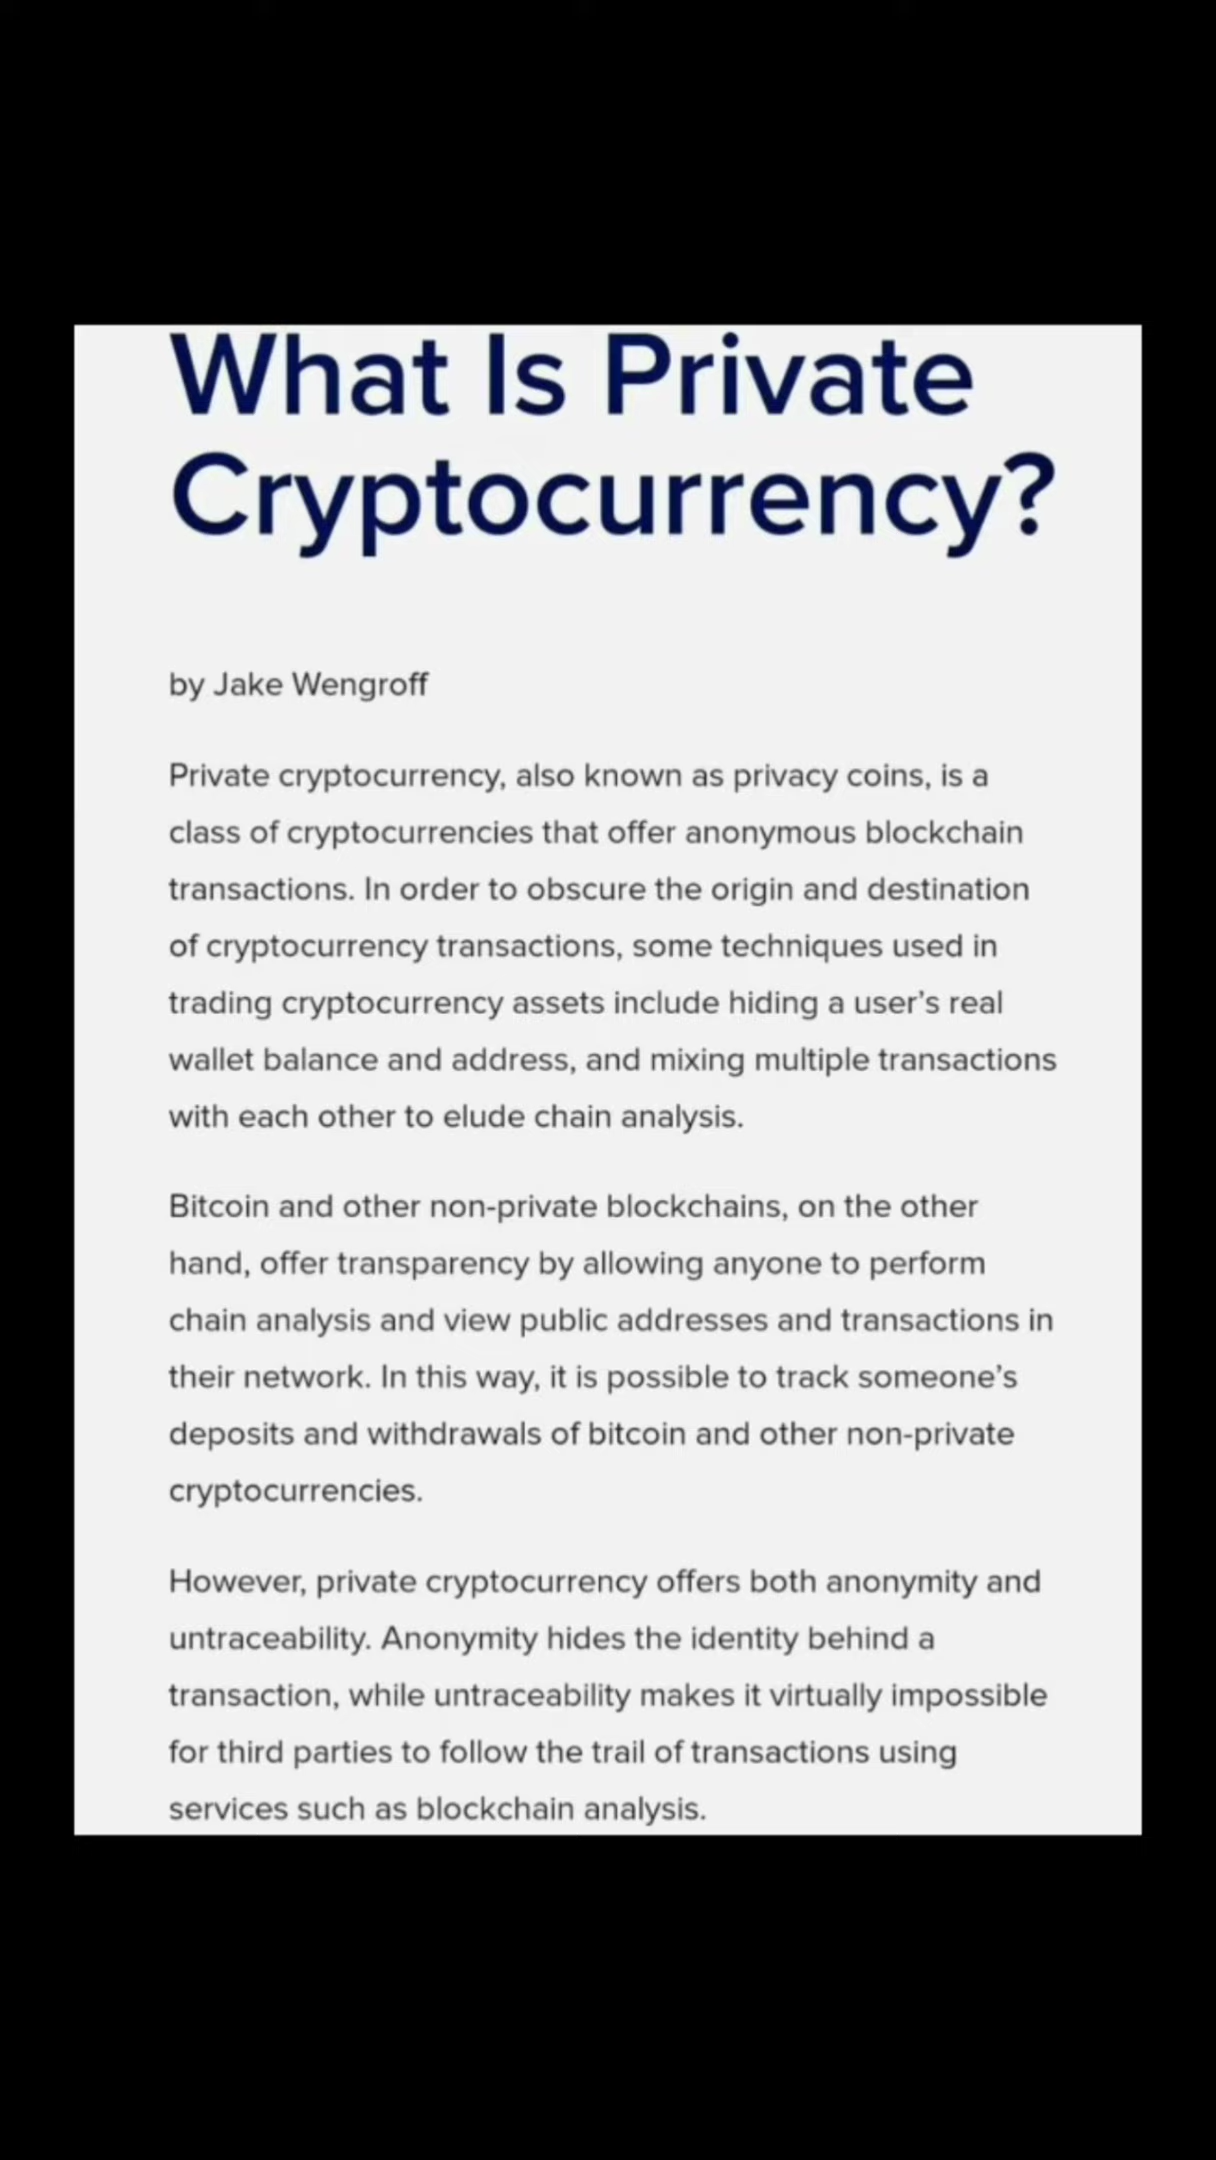 What Is Private
Cryptocurrency?
by Jake Wengroff
Private cryptocurrency, also known as privacy coins, is a
class of cryptocurrencies that offer anonymous blockchain
transactions. In order to obscure the origin and destination
of cryptocurrency transactions, some techniques used in
trading cryptocurrency assets include hiding a user’s real
wallet balance and address, and mixing multiple transactions
with each other to elude chain analysis.
Bitcoin and other non-private blockchains, on the other
hand, offer transparency by allowing anyone to perform
chain analysis and view public addresses and transactions in
their network. In this way, it is possible to track someone’s
deposits and withdrawals of bitcoin and other non-private
cryptocurrencies.
However, private cryptocurrency offers both anonymity and
untraceability. Anonymity hides the identity behind a
transaction, while untraceability makes it virtually impossible
for third parties to follow the trail of transactions using
services such as blockchain analysis.